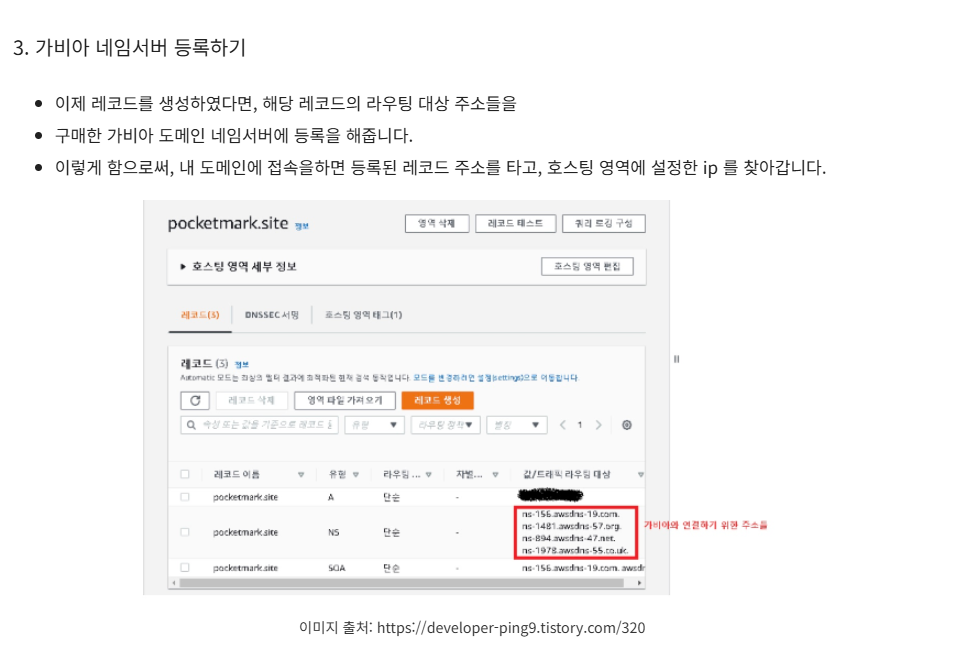 3. 가비아 네임서버 등록하기
이제 레코드를 생성하였다면, 해당 레코드의 라우팅 대상 주소들을
구매한 가비아 도메인 네임서버에 등록을 해줍니다.
이렇게 함으로써, 내 도메인에 접속을하면 등록된 레코드 주소를 타고, 호스팅 영역에 설정한 ip 를 찾아갑니다.
pocketmark.site 정보 영역 삭제 레코드 테스트 쿼리 로깅 구성
호스팅 영역 세부 정보 호스팅 영역 편집
레코드(3) DNSSEC 서명 호스팅 영역 태그(1)
레코드 (3) 정보
Automatic 모드는 최상의 필터 결과에 최적화된 현재 검색 동작입니다. 모드를 변경하려면 설정(settings)으로 이동합니다.
레코드 삭제 영역 파일 가져오기 레코드 생성
속성 또는 값을 기준으로 레코드 유형 라우팅 정책 별칭 1
레코드 이름 유형 라우팅 ... 차별... 값/트래픽 라우팅 대상
pocketmark.site A 단순 -
ns-156.awsdns-19.com.
ns-1481.awsdns-57.org. 가비아와 연결하기 위한 주소들
pocketmark.site NS 단순 - ns-894.awsdns-47.net.
ns-1978.awsdns-55.co.uk.
pocketmark.site SOA 단순 - ns-156.awsdns-19.com. awsdr
이미지 출처: https://developer-ping9.tistory.com/320